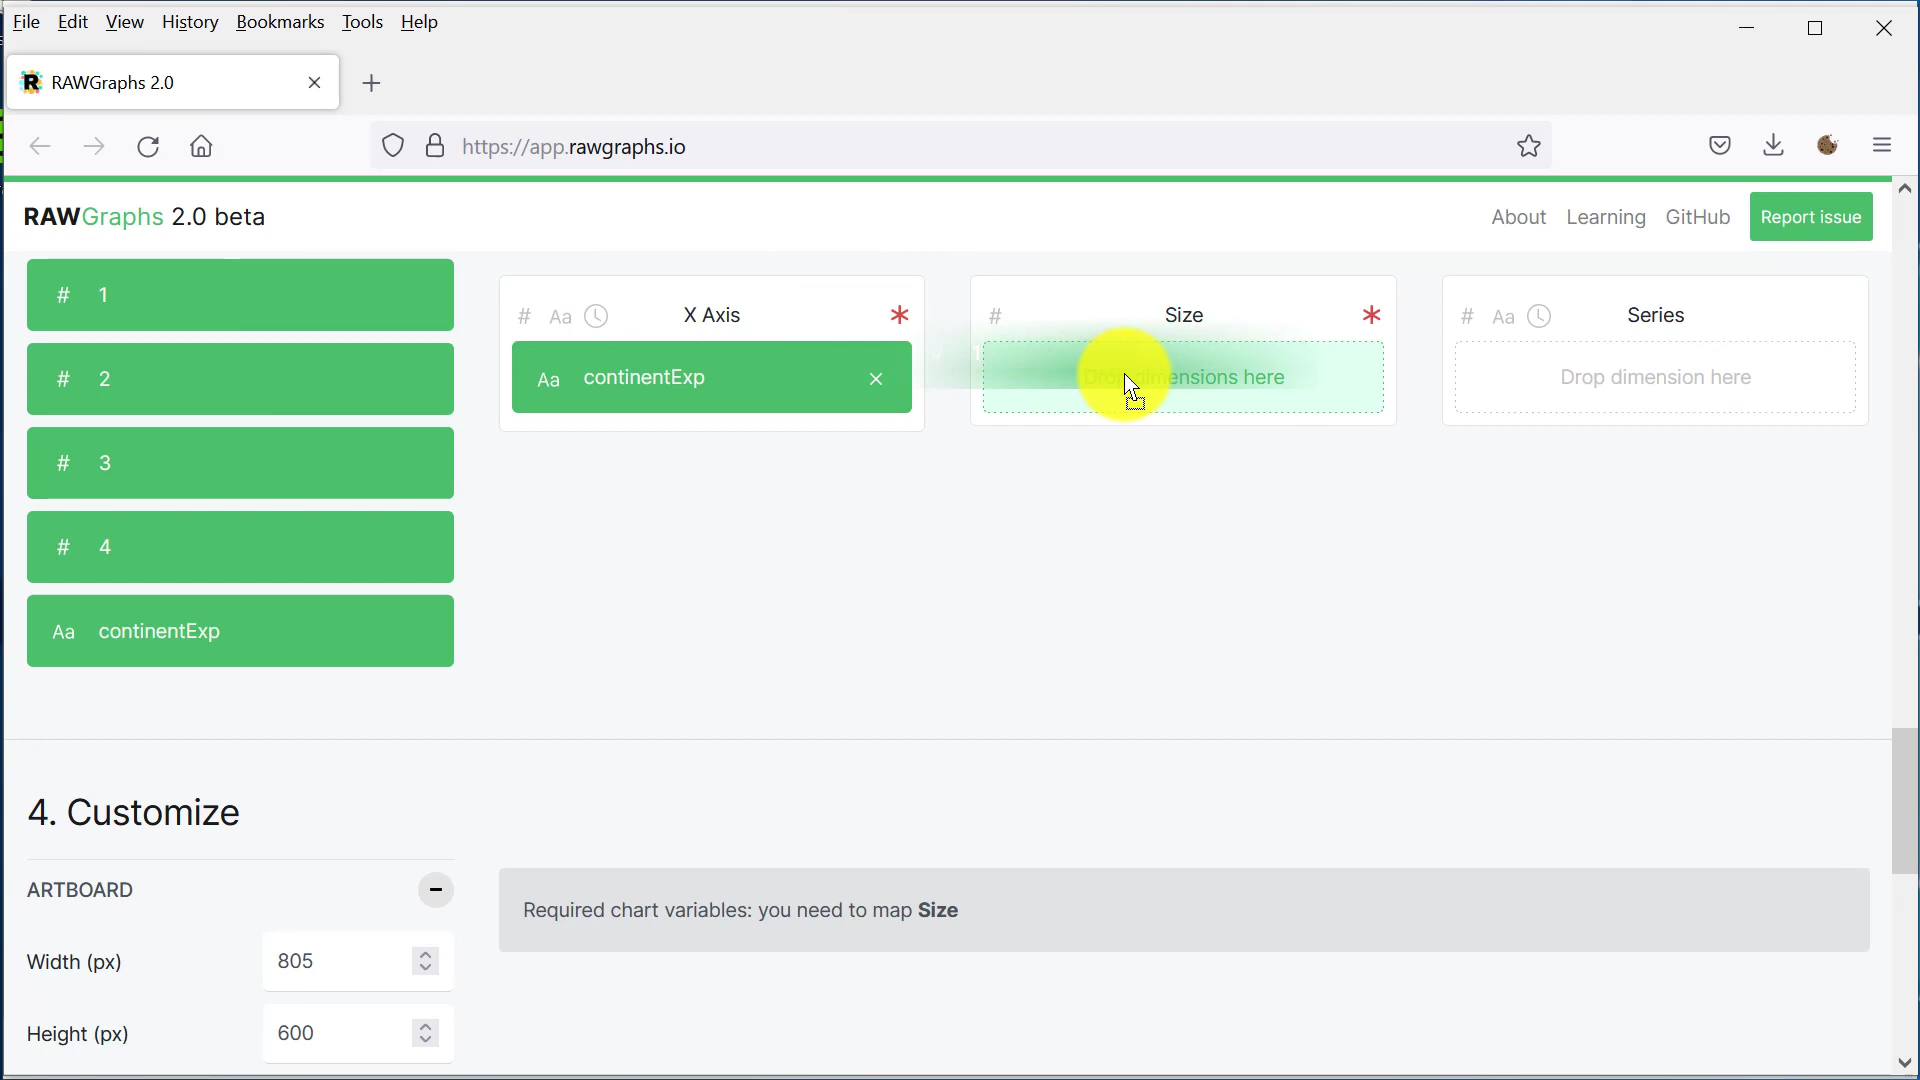 File Edit View History Bookmarks Tools Help
RAWGraphs 2.0
https://app.rawgraphs.io
RAWGraphs 2.0 beta
About Learning GitHub Report issue
# 1
# 2
# 3
# 4
Aa continentExp
# Aa X Axis *
Aa continentExp
# Size *
# 1
Drop dimensions here
# Aa Series
Drop dimension here
4. Customize
ARTBOARD
Required chart variables: you need to map Size
Width (px) 805
Height (px) 600